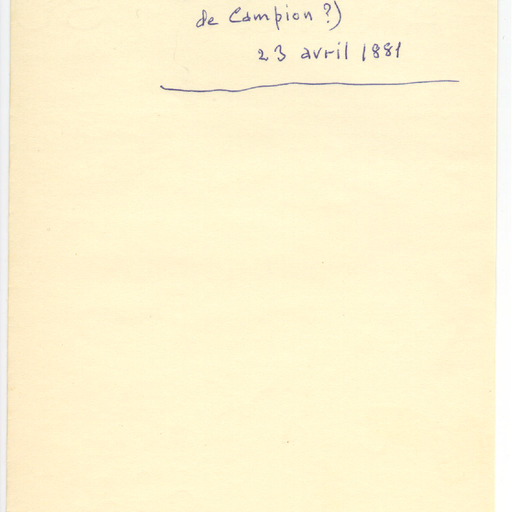 de Campion ?)
23 avril 1881